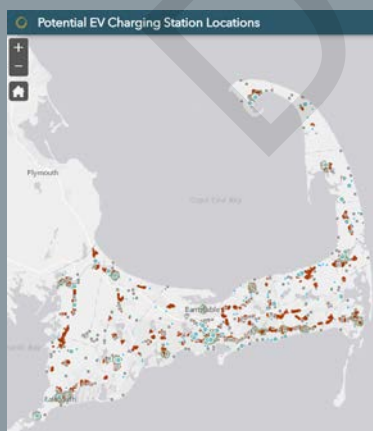 Potential EV Charging Station Locations
+
−
Plymouth
Cape Cod Bay
Barnstable
Falmouth